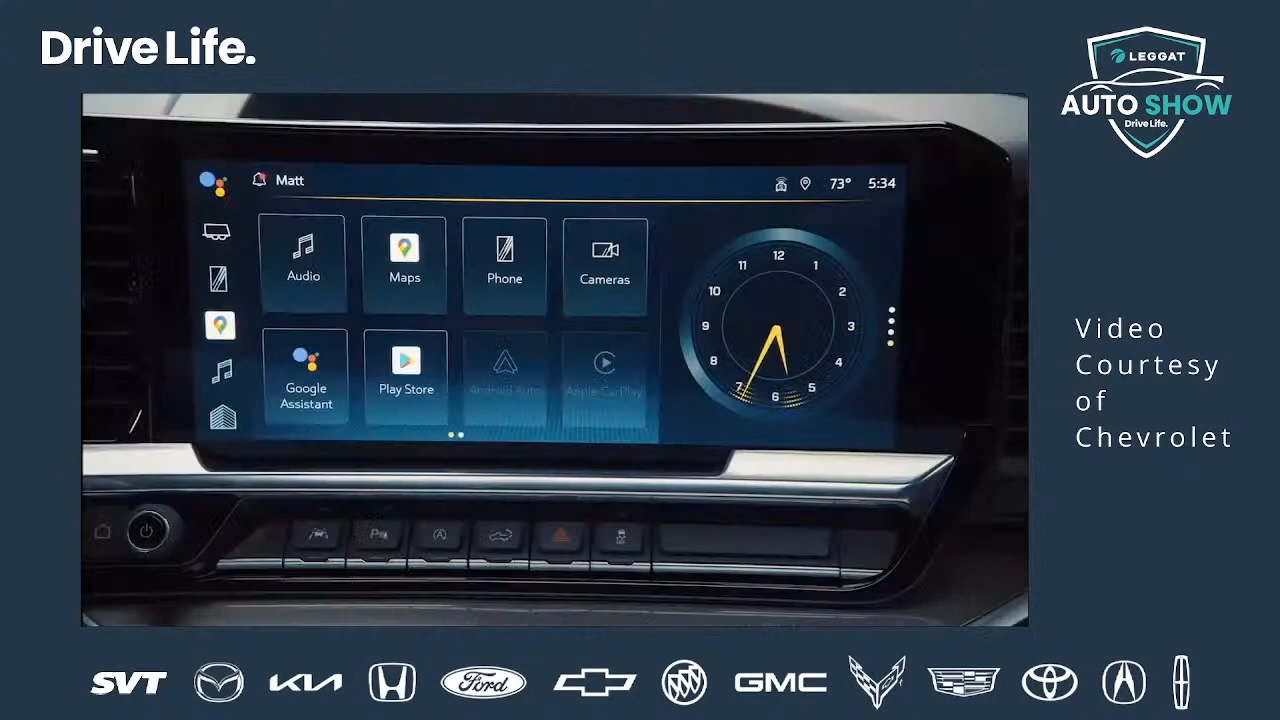 Drive Life.
LEGGAT
AUTO SHOW
Drive Life.
Matt
73° 5:34
Audio
Maps
Phone
Cameras
Google
Assistant
Play Store
Android Auto
Apple CarPlay
12
1
2
3
4
5
6
7
8
9
10
11
Video
Courtesy
of
Chevrolet
SVT
KIA
Ford
GMC